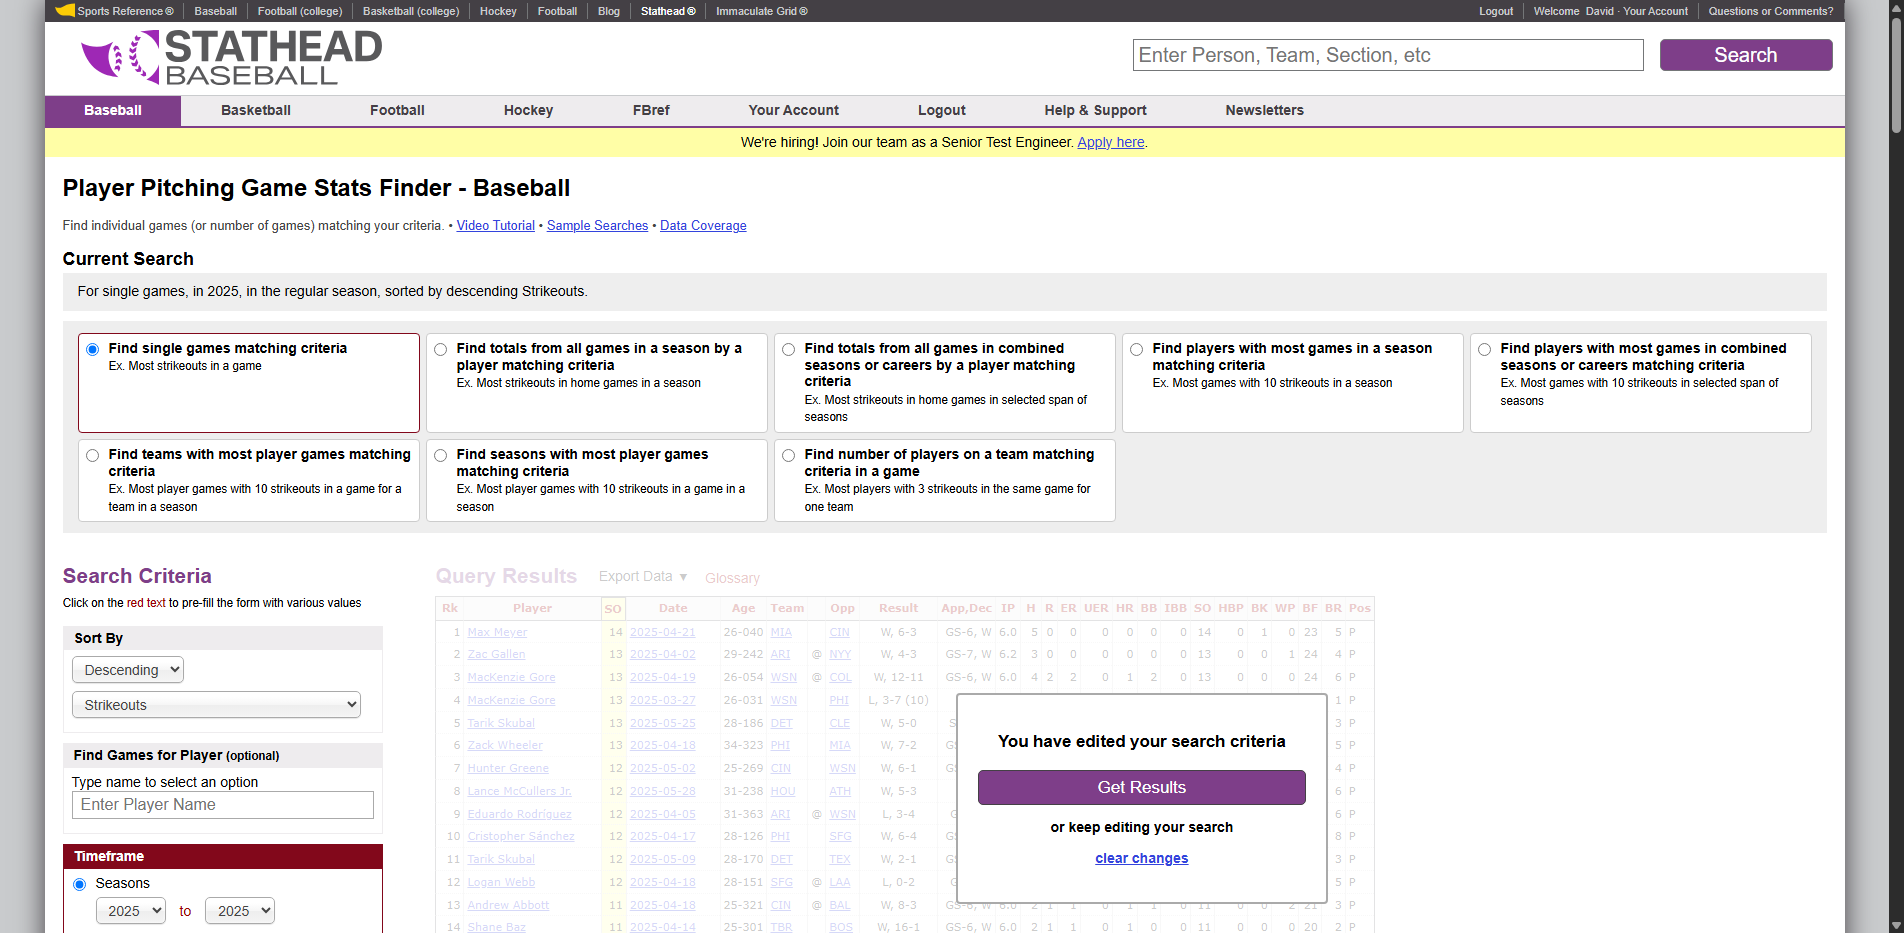 Sports Reference ® Baseball Football (college) Basketball (college) Hockey Football Blog Stathead ® Immaculate Grid ® Logout Welcome David · Your Account Questions or Comments?
STATHEAD
BASEBALL
Enter Person, Team, Section, etc Search
Baseball Basketball Football Hockey FBref Your Account Logout Help & Support Newsletters
We're hiring! Join our team as a Senior Test Engineer. Apply here.
Player Pitching Game Stats Finder - Baseball
Find individual games (or number of games) matching your criteria. • Video Tutorial • Sample Searches • Data Coverage
Current Search
For single games, in 2025, in the regular season, sorted by descending Strikeouts.
Find single games matching criteria
Ex. Most strikeouts in a game
Find totals from all games in a season by a
player matching criteria
Ex. Most strikeouts in home games in a season
Find totals from all games in combined
seasons or careers by a player matching
criteria
Ex. Most strikeouts in home games in selected span of
seasons
Find players with most games in a season
matching criteria
Ex. Most games with 10 strikeouts in a season
Find players with most games in combined
seasons or careers matching criteria
Ex. Most games with 10 strikeouts in selected span of
seasons
Find teams with most player games matching
criteria
Ex. Most player games with 10 strikeouts in a game for a
team in a season
Find seasons with most player games
matching criteria
Ex. Most player games with 10 strikeouts in a game in a
season
Find number of players on a team matching
criteria in a game
Ex. Most players with 3 strikeouts in the same game for
one team
Search Criteria
Click on the red text to pre-fill the form with various values
Sort By
Descending
Strikeouts
Find Games for Player (optional)
Type name to select an option
Enter Player Name
Timeframe
Seasons
2025 to 2025
Query Results Export Data ▼ Glossary
Rk Player SO Date Age Team Opp Result App,Dec IP H R ER UER HR BB IBB SO HBP BK WP BF BR Pos
1 Max Meyer 14 2025-04-21 26-040 MIA CIN W, 6-3 GS-6, W 6.0 5 0 0 0 0 0 0 14 0 1 0 23 5 P
2 Zac Gallen 13 2025-04-02 29-242 ARI @ NYY W, 4-3 GS-7, W 6.2 3 0 0 0 0 0 0 13 0 0 1 24 4 P
3 MacKenzie Gore 13 2025-04-19 26-054 WSN @ COL W, 12-11 GS-6, W 6.0 4 2 2 0 1 2 0 13 0 0 0 24 6 P
4 MacKenzie Gore 13 2025-03-27 26-031 WSN PHI L, 3-7 (10) 1 P
5 Tarik Skubal 13 2025-05-25 28-186 DET CLE W, 5-0 S 3 P
6 Zack Wheeler 13 2025-04-18 34-323 PHI MIA W, 7-2 GS 5 P
7 Hunter Greene 12 2025-05-02 25-269 CIN WSN W, 6-1 GS 4 P
8 Lance McCullers Jr. 12 2025-05-28 31-238 HOU ATH W, 5-3 6 P
9 Eduardo Rodríguez 12 2025-04-05 31-363 ARI @ WSN L, 3-4 G 6 P
10 Cristopher Sánchez 12 2025-04-17 28-126 PHI SFG W, 6-4 GS 8 P
11 Tarik Skubal 12 2025-05-09 28-170 DET TEX W, 2-1 GS 3 P
12 Logan Webb 12 2025-04-18 28-151 SFG @ LAA L, 0-2 G 5 P
13 Andrew Abbott 11 2025-04-18 25-321 CIN @ BAL W, 8-3 GS-6, W 6.0 2 1 1 0 1 1 0 11 0 0 2 21 3 P
14 Shane Baz 11 2025-04-14 25-301 TBR BOS W, 16-1 GS-6, W 6.0 2 1 1 0 1 0 0 11 0 0 0 20 2 P
You have edited your search criteria
Get Results
or keep editing your search
clear changes